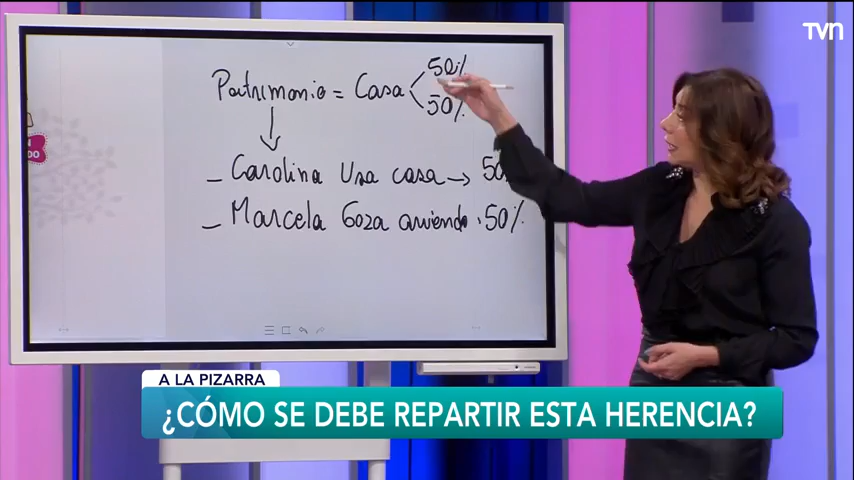 TVN
Patrimonio = Casa < 50%
50%
- Carolina Usa casa → 50%
- Marcela Goza arriendo . 50%
A LA PIZARRA
¿CÓMO SE DEBE REPARTIR ESTA HERENCIA?